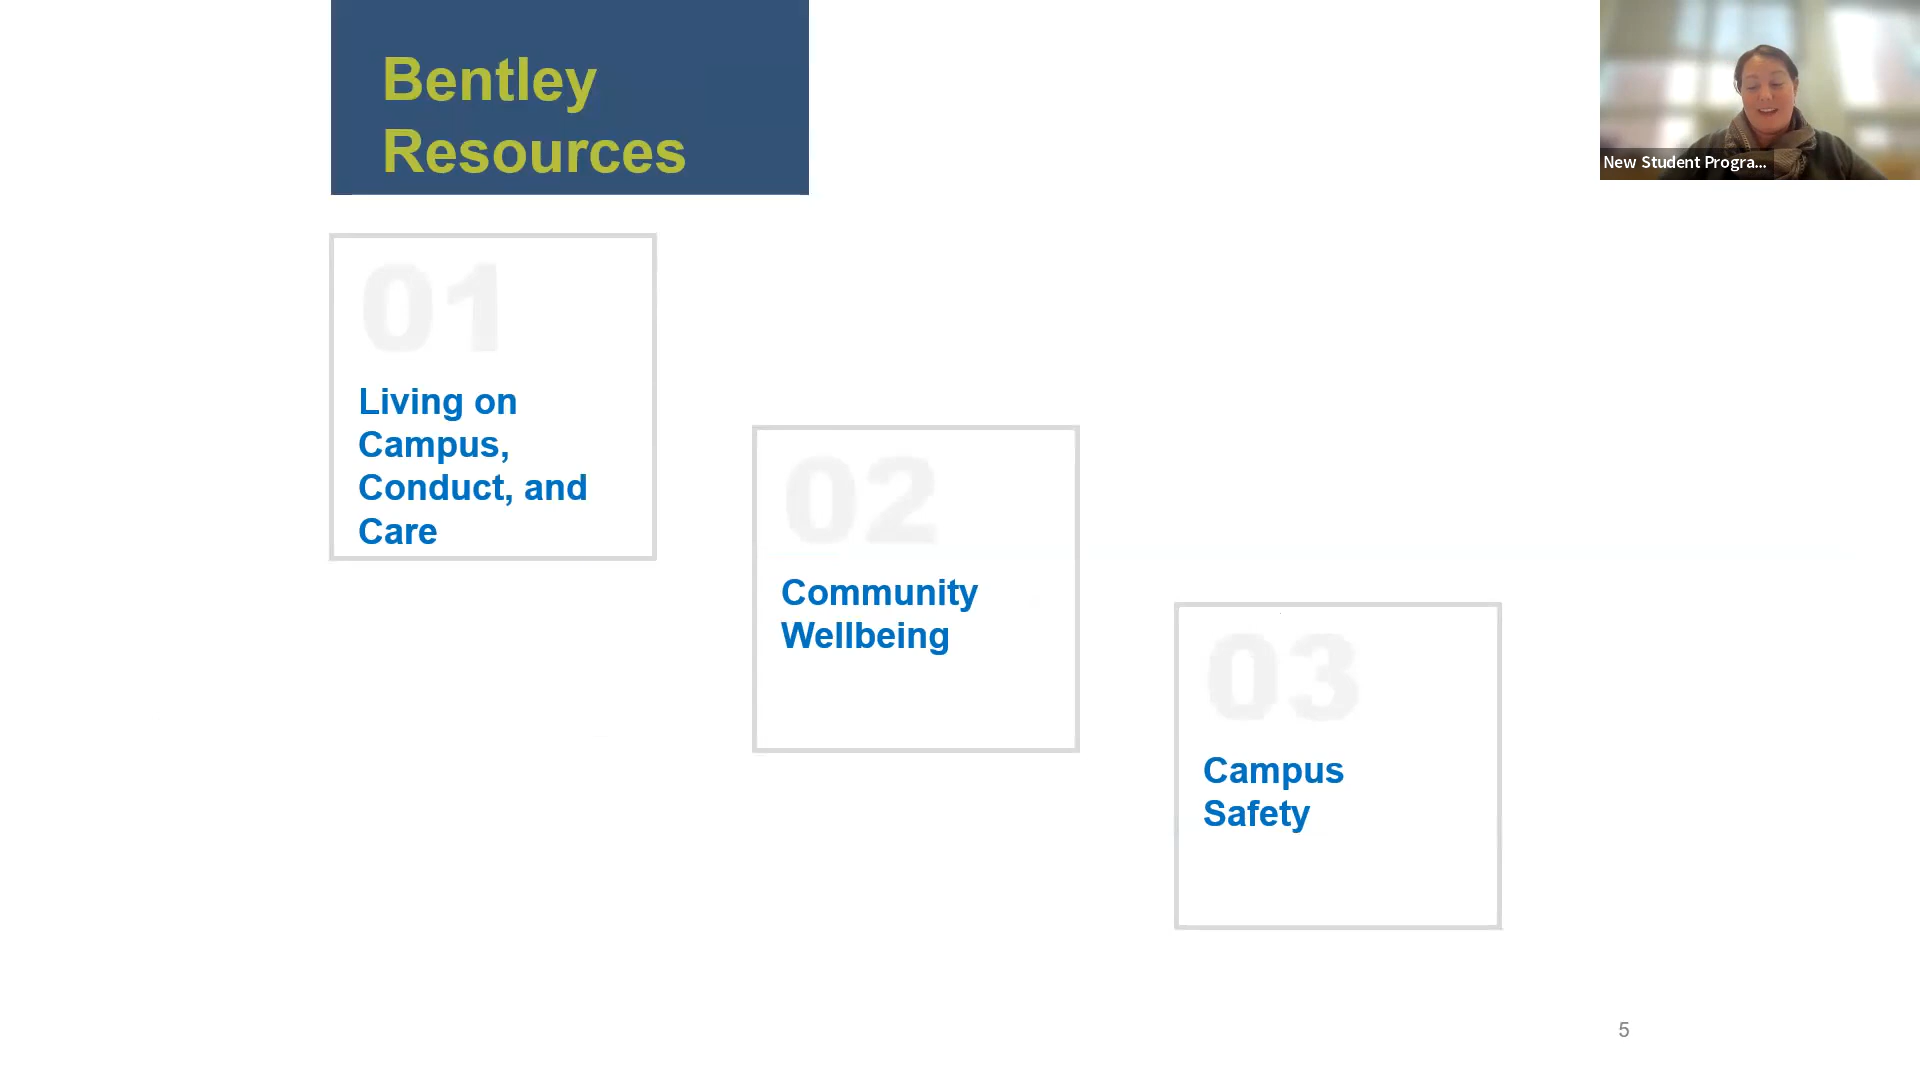 Bentley
Resources
New Student Progra...
01
Living on
Campus,
Conduct, and
Care
02
Community
Wellbeing
03
Campus
Safety
5